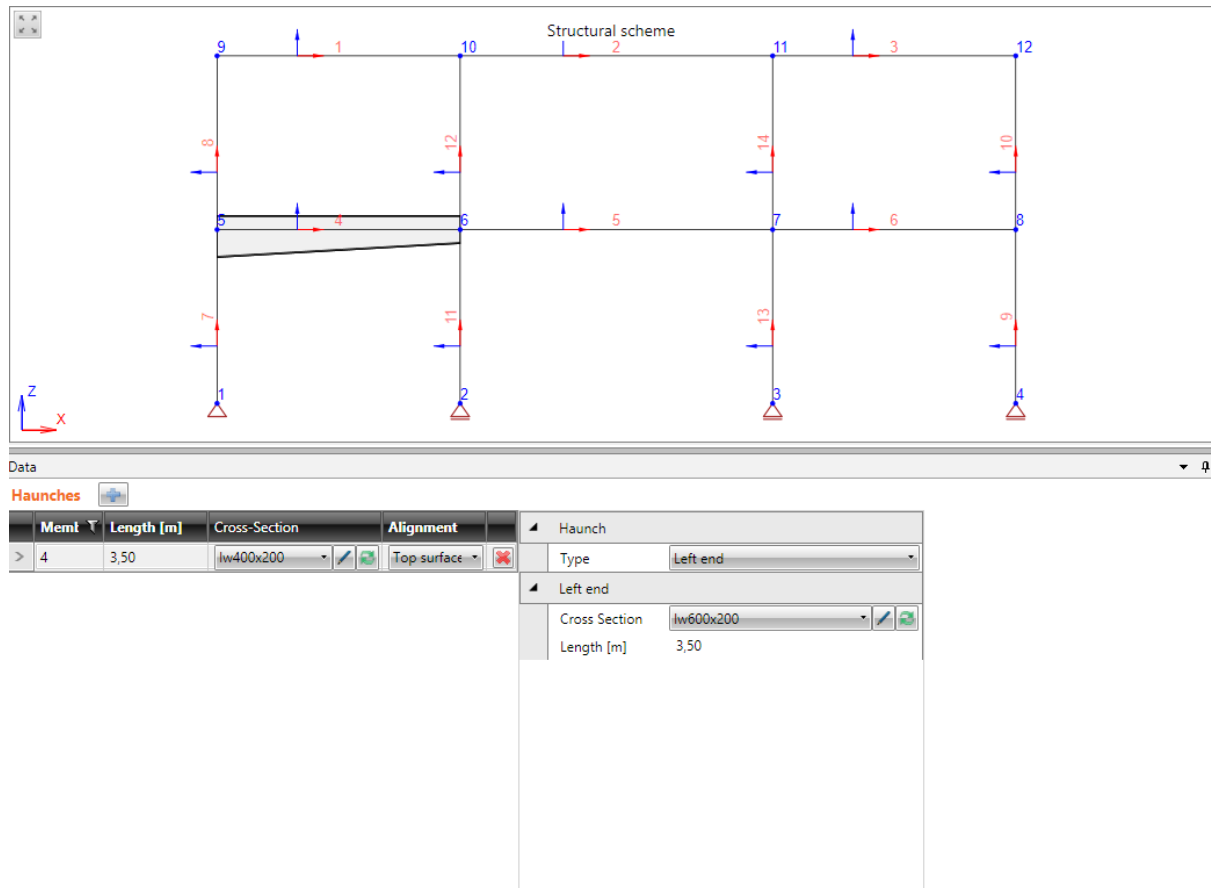 Structural scheme
9 1 10 2 11 3 12
8 12 14 10
5 4 6 5 7 6 8
7 11 13 9
1 2 3 4
Z
X
Data
Haunches
Memb Length [m] Cross-Section Alignment
4 3,50 Iw400x200 Top surface
Haunch
Type Left end
Left end
Cross Section Iw600x200
Length [m] 3,50